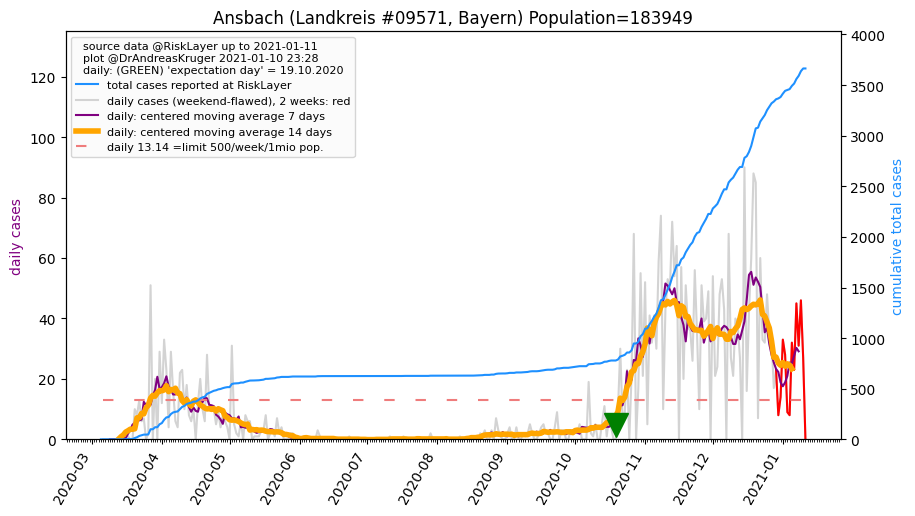 Ansbach (Landkreis #09571, Bayern) Population=183949
source data @RiskLayer up to 2021-01-11
plot @DrAndreasKruger 2021-01-10 23:28
daily: (GREEN) 'expectation day' = 19.10.2020
total cases reported at RiskLayer
daily cases (weekend-flawed), 2 weeks: red
daily: centered moving average 7 days
daily: centered moving average 14 days
daily 13.14 =limit 500/week/1mio pop.
daily cases
0
20
40
60
80
100
120
cumulative total cases
0
500
1000
1500
2000
2500
3000
3500
4000
2020-03
2020-04
2020-05
2020-06
2020-07
2020-08
2020-09
2020-10
2020-11
2020-12
2021-01